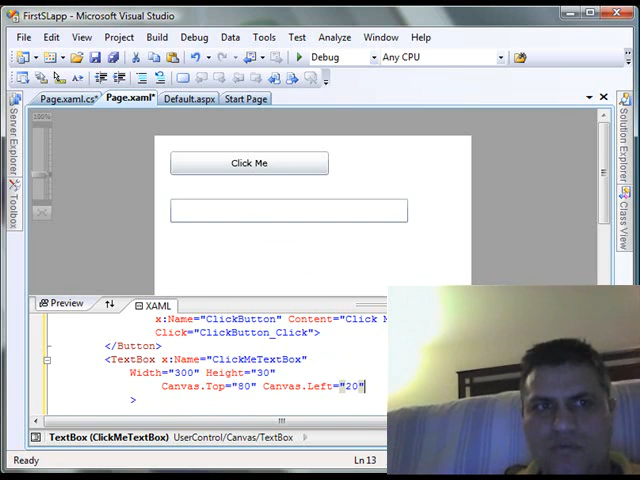 FirstSLapp - Microsoft Visual Studio
File Edit View Project Build Debug Data Tools Test Analyze Window Help
Debug Any CPU
Page.xaml.cs* Page.xaml* Default.aspx Start Page
Server Explorer
Toolbox
Solution Explorer
Class View
100%
Click Me
Preview XAML
x:Name="ClickButton" Content="Click M
Click="ClickButton_Click">
</Button>
<TextBox x:Name="ClickMeTextBox"
Width="300" Height="30"
Canvas.Top="80" Canvas.Left="20"
>
TextBox (ClickMeTextBox) UserControl/Canvas/TextBox
Ready Ln 13